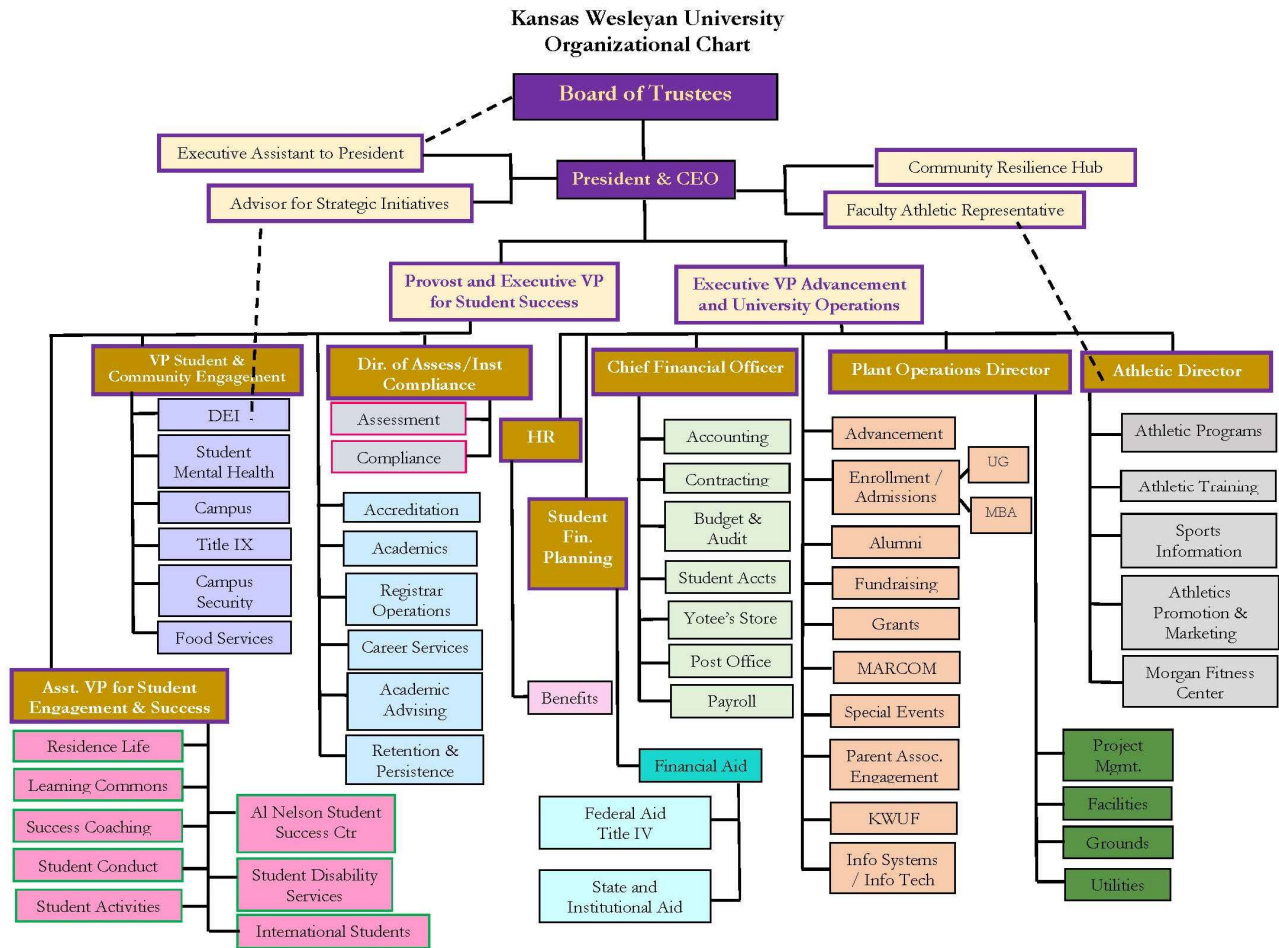 Kansas Wesleyan University
Organizational Chart
Board of Trustees
Executive Assistant to President
President & CEO
Community Resilience Hub
Advisor for Strategic Initiatives
Faculty Athletic Representative
Provost and Executive VP
for Student Success
Executive VP Advancement
and University Operations
VP Student &
Community Engagement
Dir. of Assess/Inst
Compliance
Chief Financial Officer
Plant Operations Director
Athletic Director
DEI
Student
Mental Health
Campus
Title IX
Campus
Security
Food Services
Assessment
Compliance
Accreditation
Academics
Registrar
Operations
Career Services
Academic
Advising
Retention &
Persistence
HR
Benefits
Student
Fin.
Planning
Financial Aid
Federal Aid
Title IV
State and
Institutional Aid
Accounting
Contracting
Budget &
Audit
Student Accts
Yotee's Store
Post Office
Payroll
Advancement
Enrollment /
Admissions
UG
MBA
Alumni
Fundraising
Grants
MARCOM
Special Events
Parent Assoc.
Engagement
KWUF
Info Systems
/ Info Tech
Athletic Programs
Athletic Training
Sports
Information
Athletics
Promotion &
Marketing
Morgan Fitness
Center
Project
Mgmt.
Facilities
Grounds
Utilities
Asst. VP for Student
Engagement & Success
Residence Life
Learning Commons
Success Coaching
Student Conduct
Student Activities
Al Nelson Student
Success Ctr
Student Disability
Services
International Students